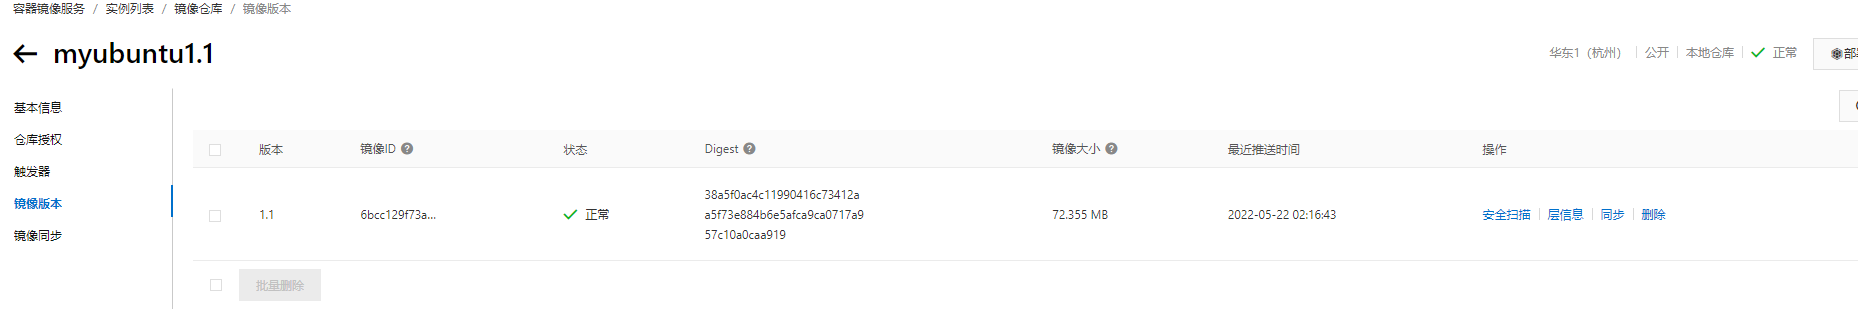 容器镜像服务 / 实例列表 / 镜像仓库 / 镜像版本
myubuntu1.1
华东1（杭州） 公开 本地仓库 正常
基本信息
仓库授权
触发器
镜像版本
镜像同步
版本 镜像ID 状态 Digest 镜像大小 最近推送时间 操作
1.1 6bcc129f73a... 正常 38a5f0ac4c11990416c73412a
a5f73e884b6e5afca9ca0717a9
57c10a0caa919
72.355 MB 2022-05-22 02:16:43 安全扫描 层信息 同步 删除
批量删除